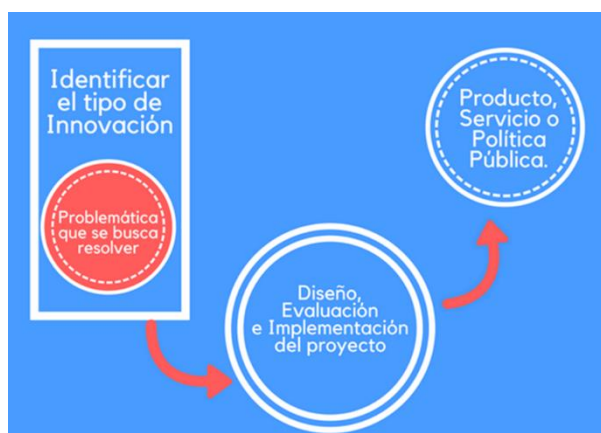 Identificar
el tipo de
Innovación
Problemática
que se busca
resolver
Diseño,
Evaluación
e Implementación
del proyecto
Producto,
Servicio o
Política
Pública.